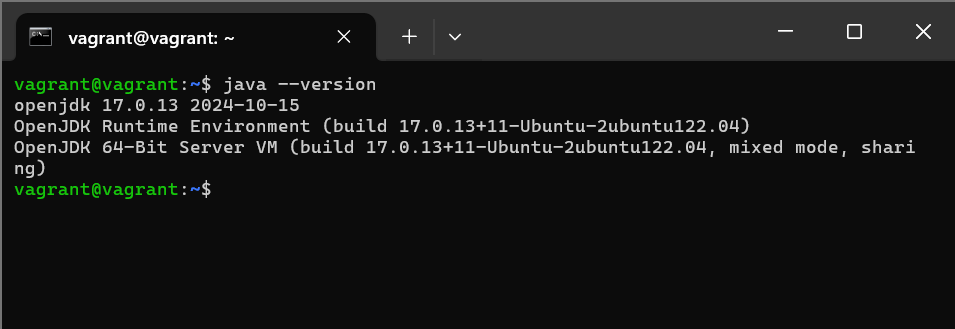 vagrant@vagrant: ~
vagrant@vagrant:~$ java --version
openjdk 17.0.13 2024-10-15
OpenJDK Runtime Environment (build 17.0.13+11-Ubuntu-2ubuntu122.04)
OpenJDK 64-Bit Server VM (build 17.0.13+11-Ubuntu-2ubuntu122.04, mixed mode, shari
ng)
vagrant@vagrant:~$